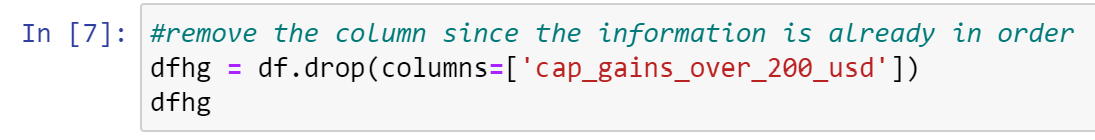 In [7]: #remove the column since the information is already in order
dfhg = df.drop(columns=['cap_gains_over_200_usd'])
dfhg